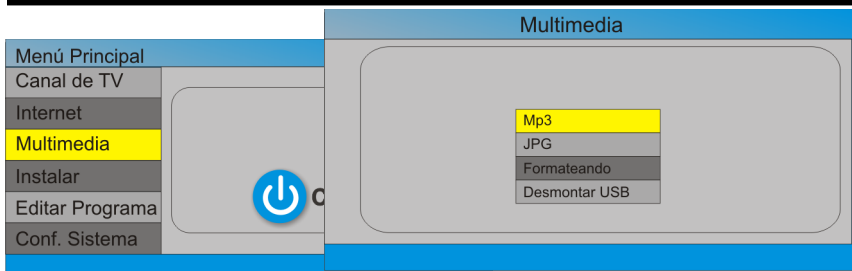 Multimedia
Menú Principal
Canal de TV
Internet
Multimedia
Instalar
Editar Programa
Conf. Sistema
Mp3
JPG
Formateando
Desmontar USB